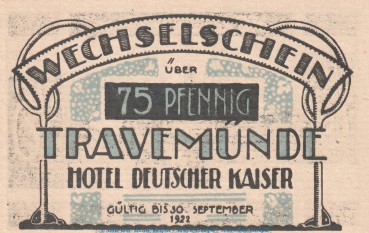 WECHSELSCHEIN
ÜBER
75 PFENNIG
TRAVEMÜNDE
HOTEL DEUTSCHER KAISER
GÜLTIG BIS 30. SEPTEMBER
1922